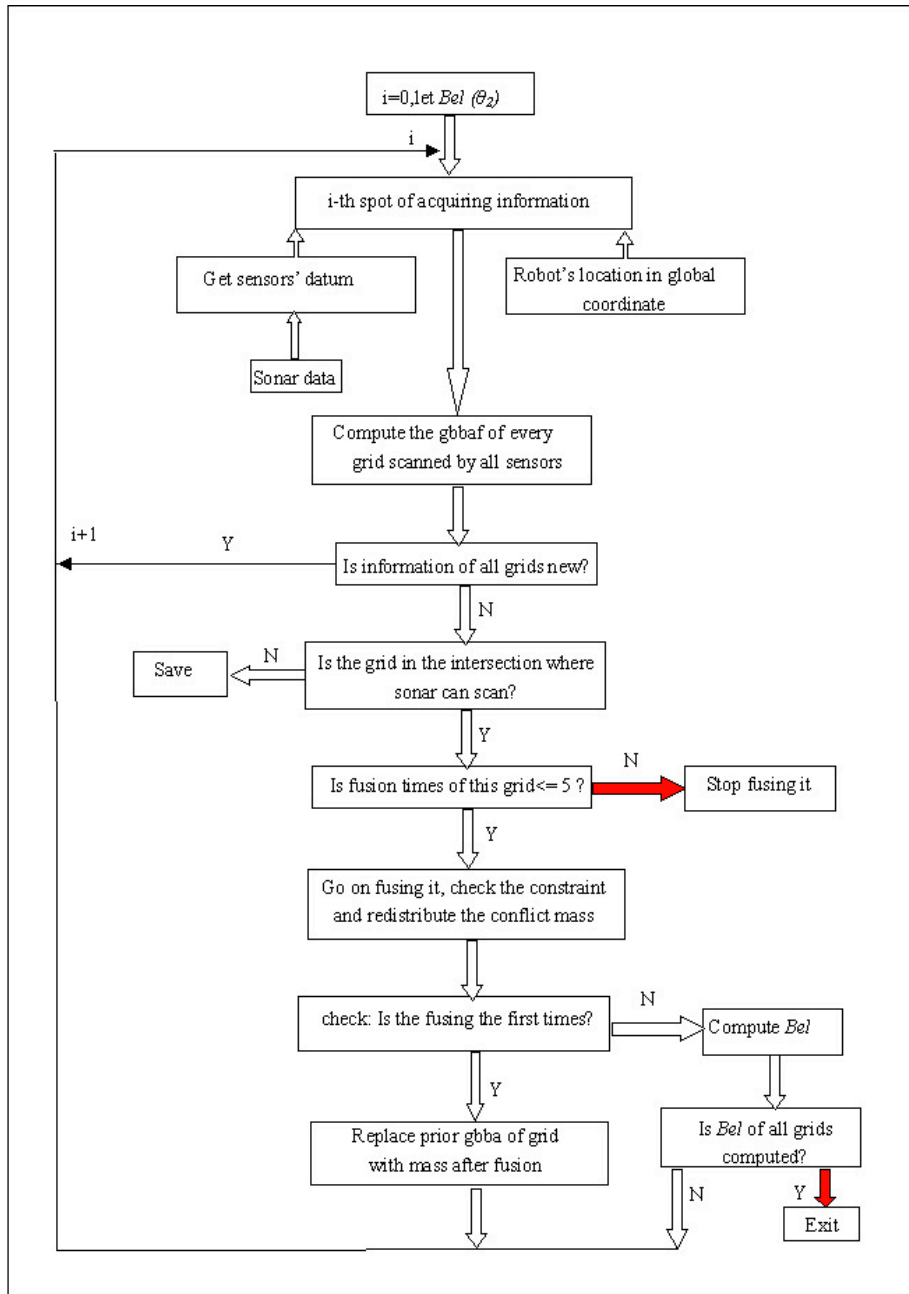 i=0,let Bel (θ2)
i
i-th spot of acquiring information
Get sensors’ datum
Robot’s location in global
coordinate
Sonar data
Compute the gbbaf of every
grid scanned by all sensors
i+1
Y
Is information of all grids new?
N
N
Save
Is the grid in the intersection where
sonar can scan?
Y
N
Is fusion times of this grid<= 5 ?
Stop fusing it
Y
Go on fusing it, check the constraint
and redistribute the conflict mass
N
check: Is the fusing the first times?
Compute Bel
Y
Replace prior gbba of grid
with mass after fusion
Is Bel of all grids
computed?
N
Y
Exit